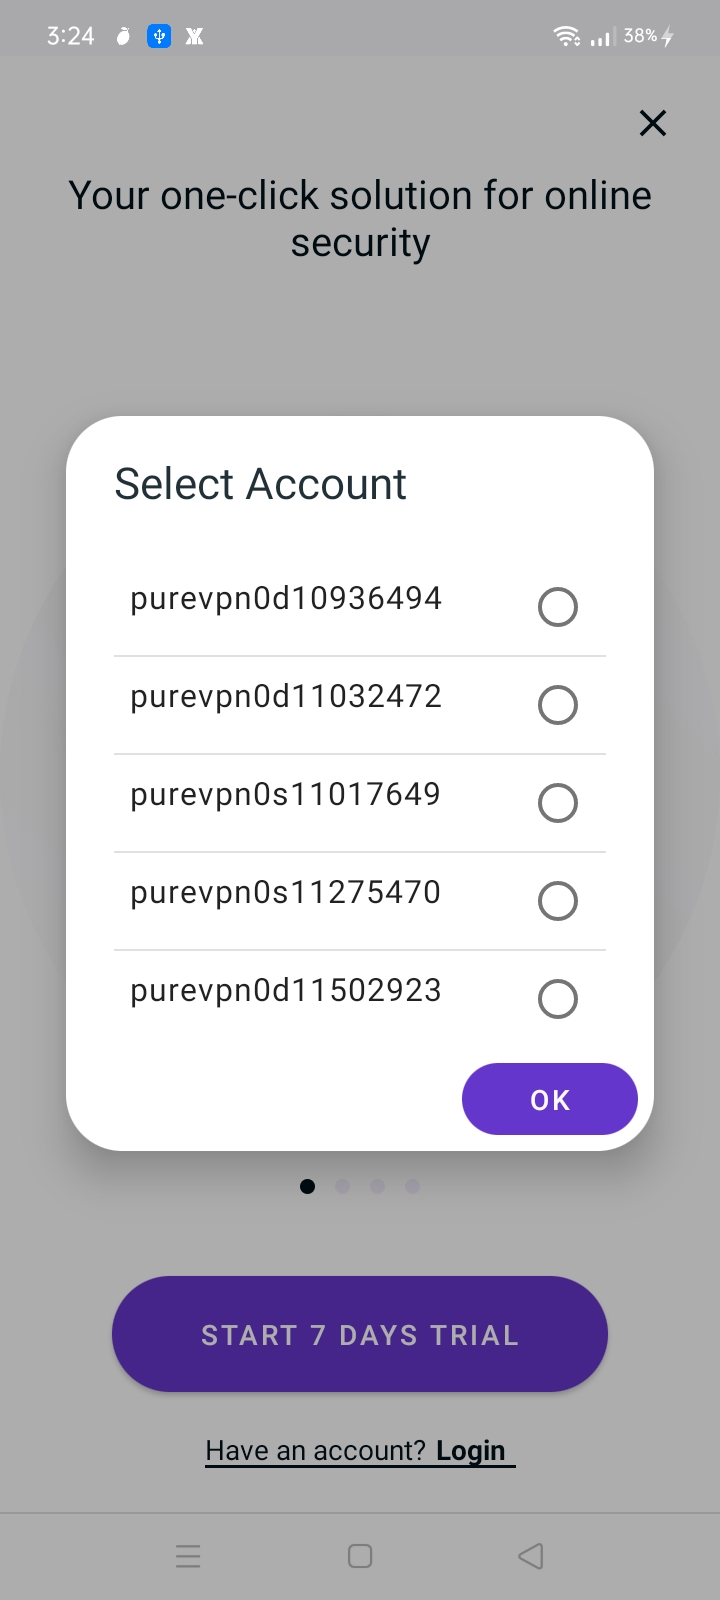 3:24
38%
Your one-click solution for online
security
Select Account
purevpn0d10936494
purevpn0d11032472
purevpn0s11017649
purevpn0s11275470
purevpn0d11502923
OK
START 7 DAYS TRIAL
Have an account? Login